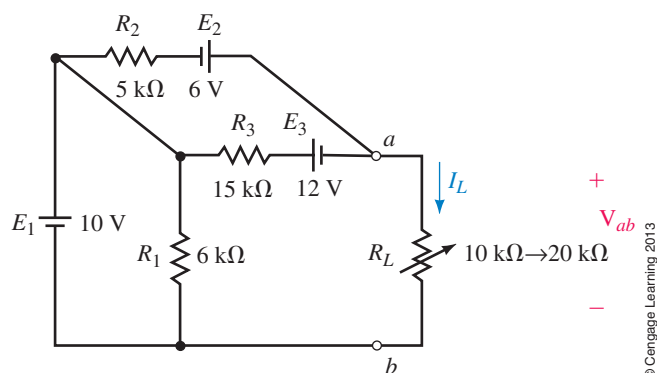 R2 E2
5 kΩ 6 V
R3 E3
a
15 kΩ 12 V
IL
+
Vab
E1 10 V
R1 6 kΩ
RL 10 kΩ→20 kΩ
−
b
© Cengage Learning 2013